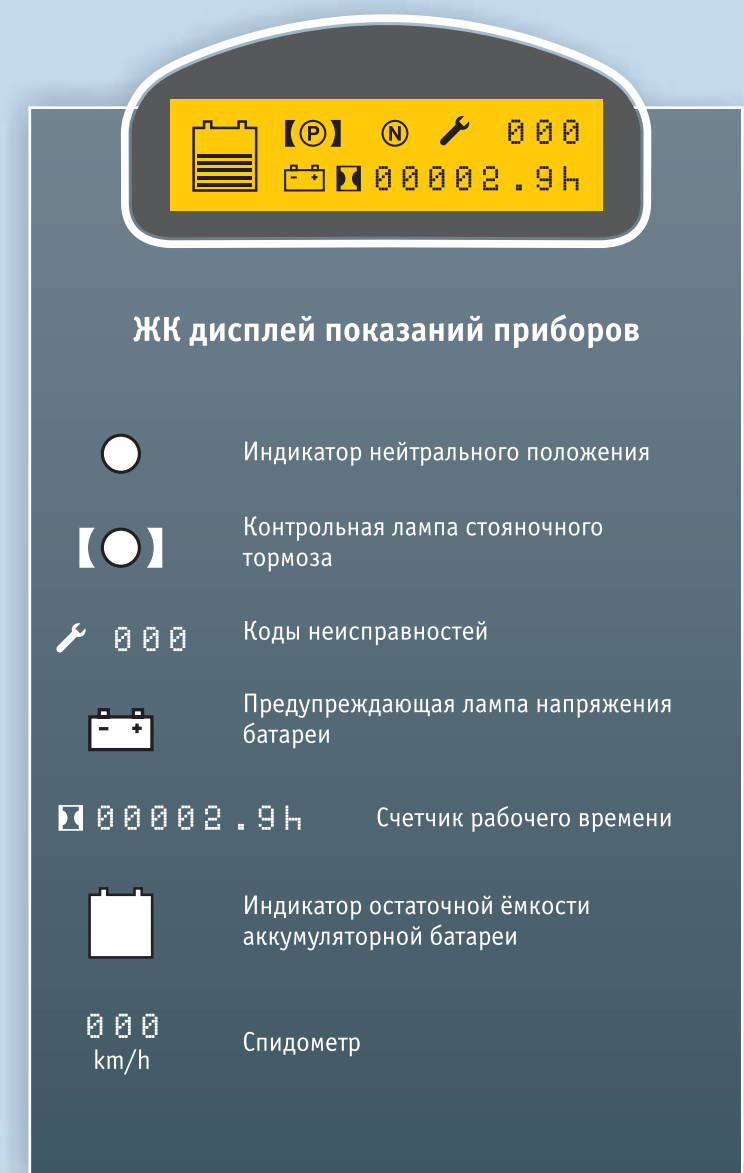 (P) N 000
- + 00002.9h
ЖК дисплей показаний приборов
Индикатор нейтрального положения
Контрольная лампа стояночного
тормоза
000 Коды неисправностей
Предупреждающая лампа напряжения
- + батареи
00002.9h Счетчик рабочего времени
Индикатор остаточной ёмкости
аккумуляторной батареи
000
km/h Спидометр